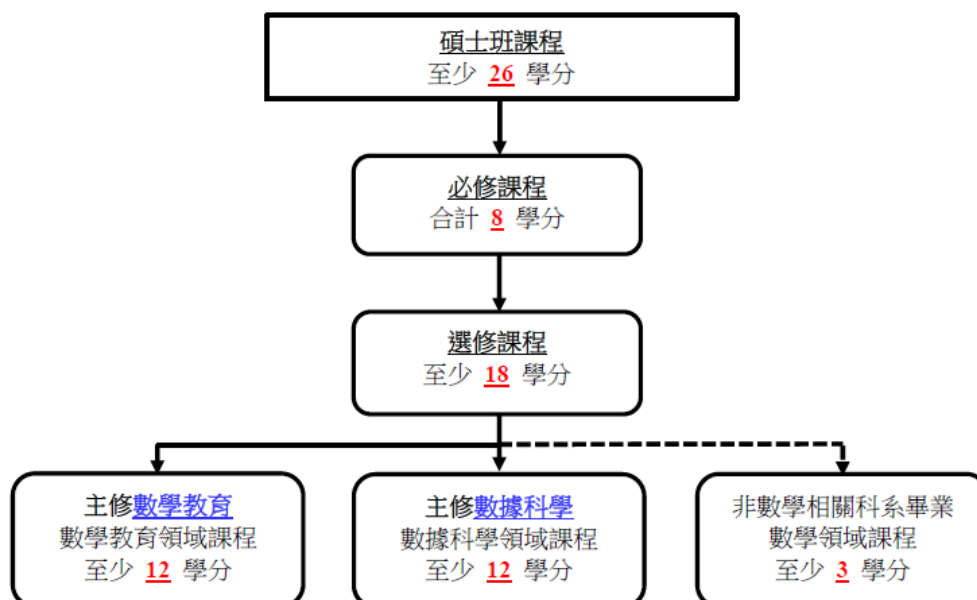 碩士班課程
至少 26 學分
必修課程
合計 8 學分
選修課程
至少 18 學分
主修數學教育
數學教育領域課程
至少 12 學分
主修數據科學
數據科學領域課程
至少 12 學分
非數學相關科系畢業
數學領域課程
至少 3 學分